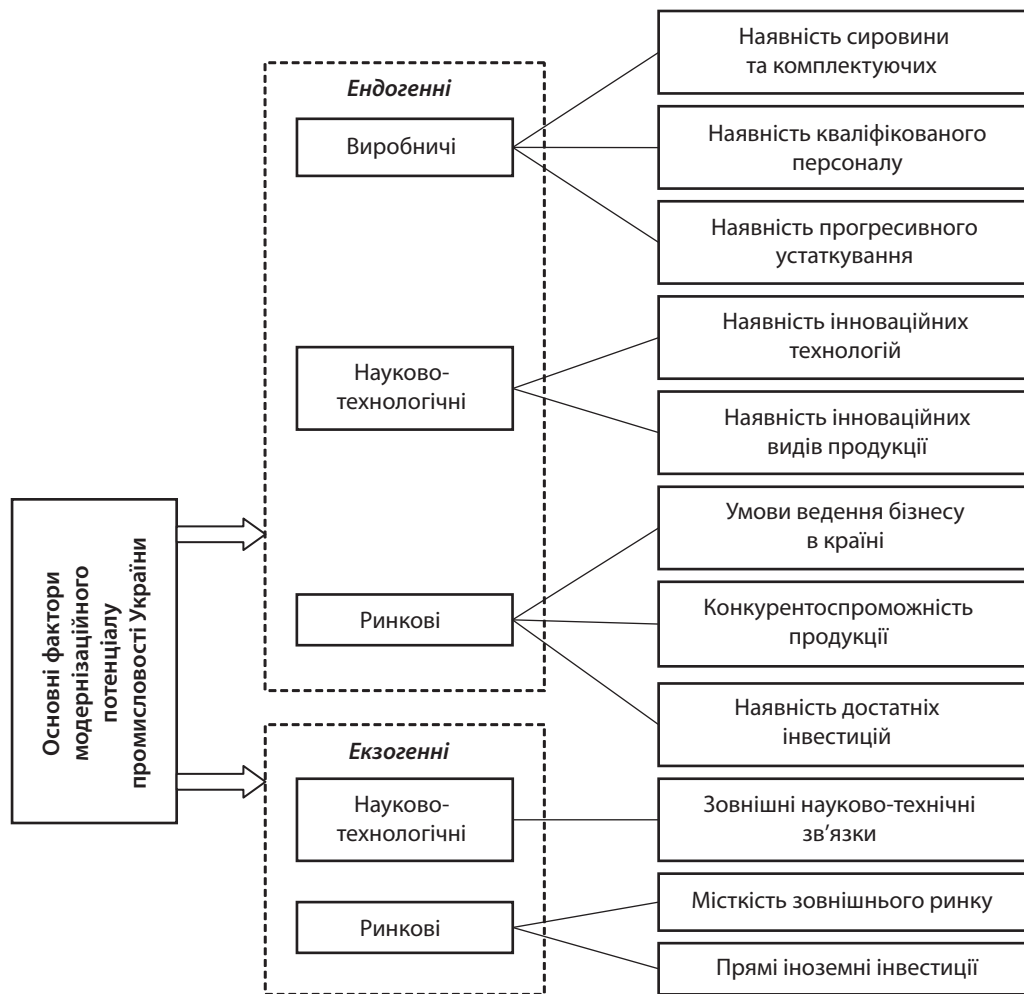 Основні фактори
модернізаційного
потенціалу
промисловості України
Ендогенні
Виробничі
Наявність сировини
та комплектуючих
Наявність кваліфікованого
персоналу
Наявність прогресивного
устаткування
Науково-
технологічні
Наявність інноваційних
технологій
Наявність інноваційних
видів продукції
Ринкові
Умови ведення бізнесу
в країні
Конкурентоспроможність
продукції
Наявність достатніх
інвестицій
Екзогенні
Науково-
технологічні
Зовнішні науково-технічні
зв'язки
Ринкові
Місткість зовнішнього ринку
Прямі іноземні інвестиції